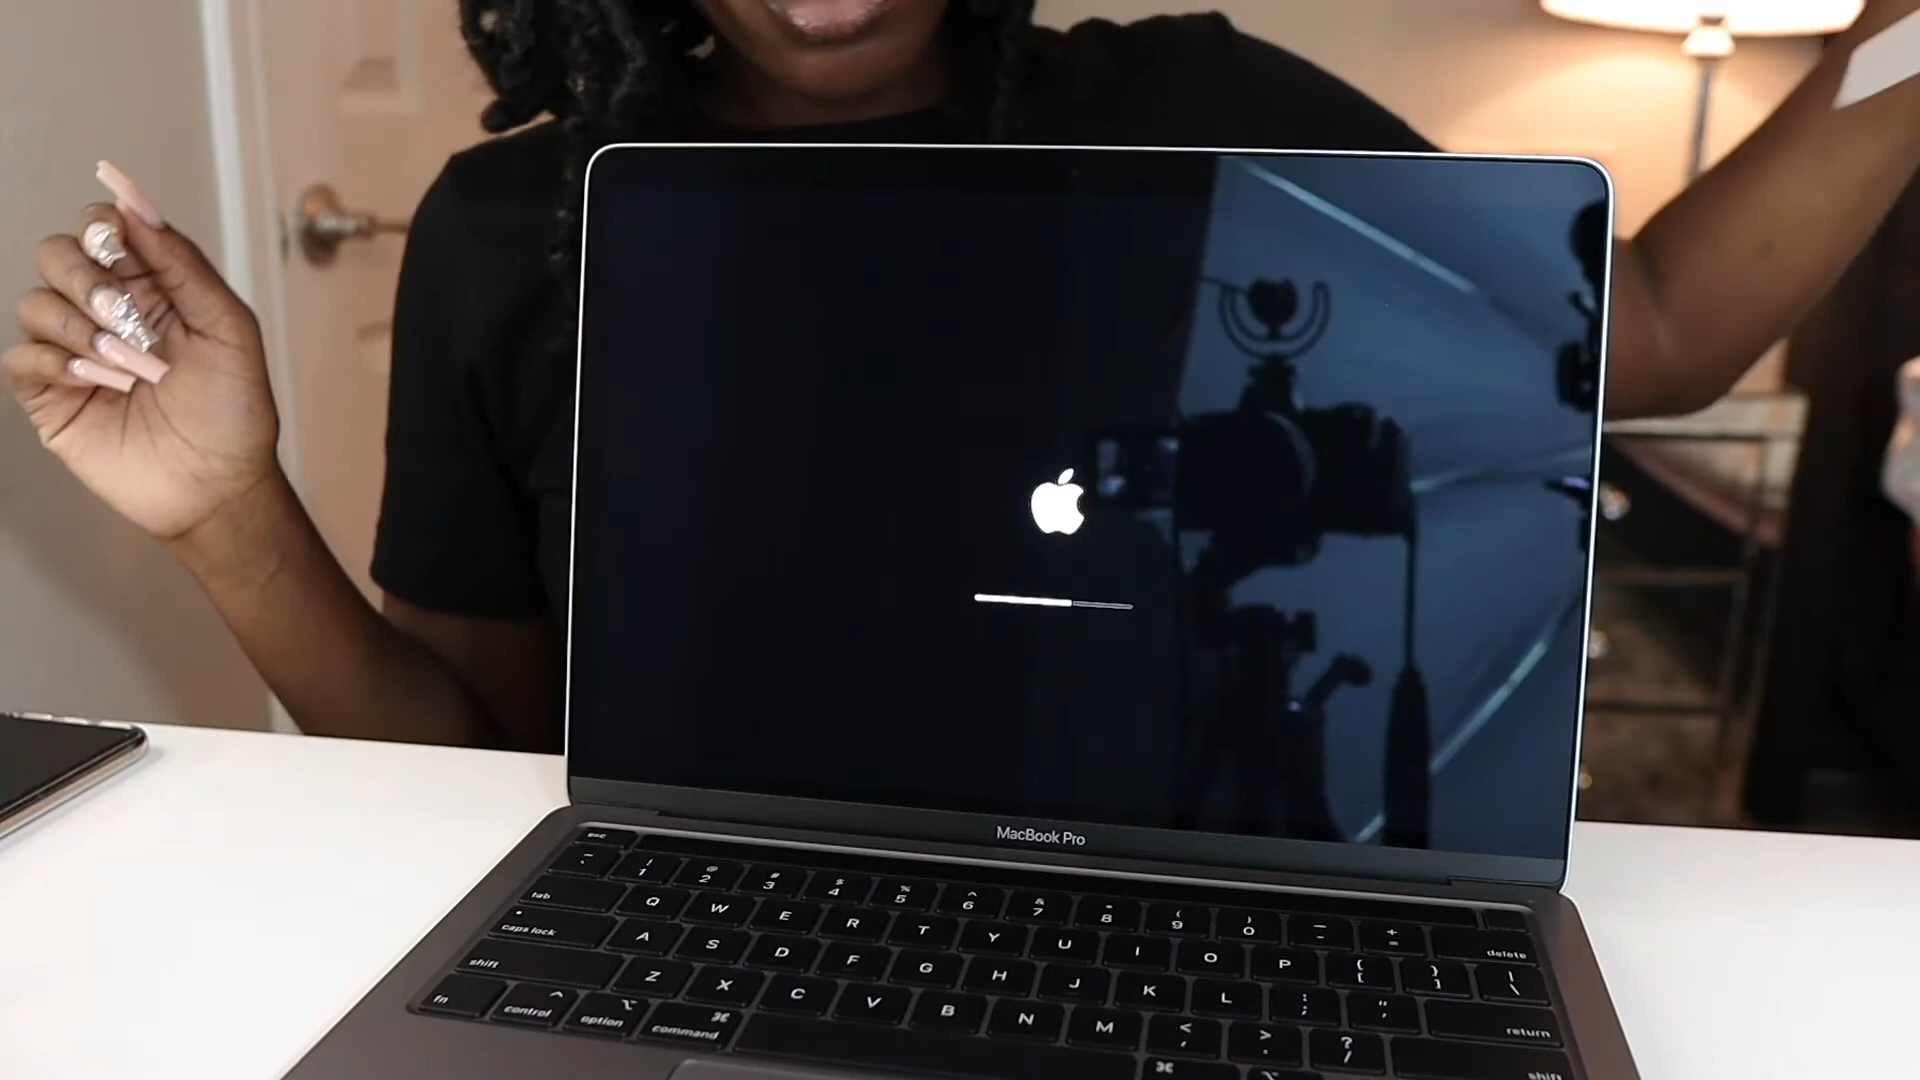 MacBook Pro
esc
~ `
! 1 @ 2 # 3 $ 4 % 5 ^ 6 & 7 * 8 ( 9 ) 0 _ - + = delete
tab Q W E R T Y U I O P { [ } ] | \
caps lock A S D F G H J K L : ; " ' return
shift Z X C V B N M < , > . ? / shift
fn control ^ option ⌥ command ⌘ ⌘ ⌥